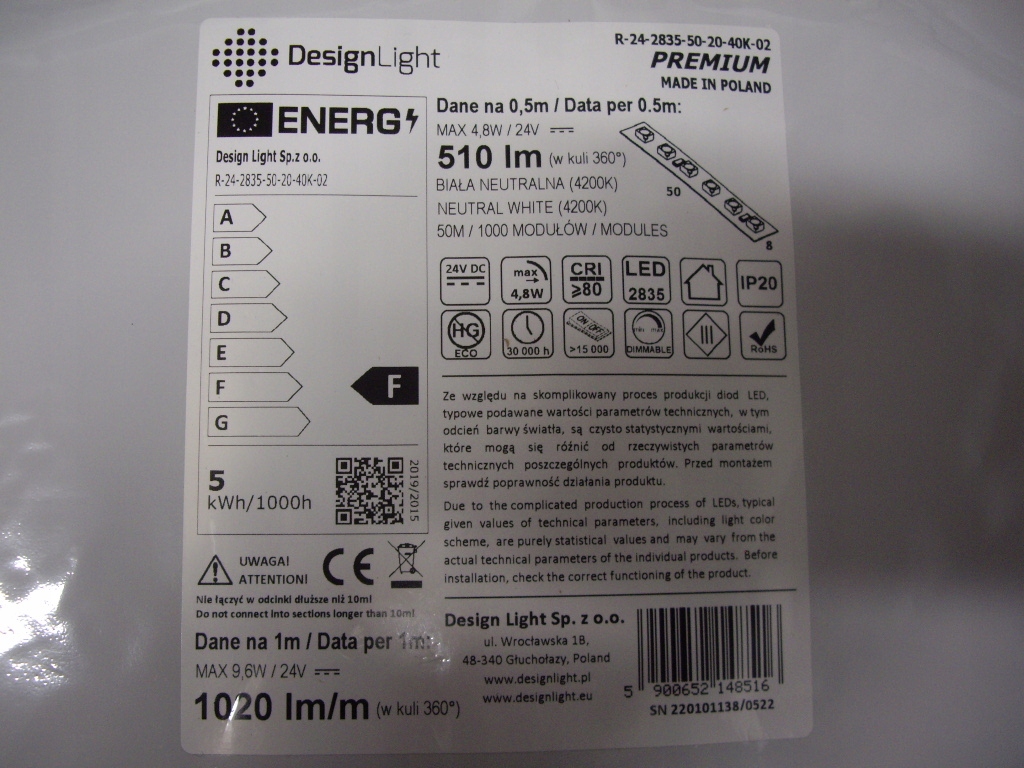 DesignLight
R-24-2835-50-20-40K-02
PREMIUM
MADE IN POLAND
ENERG
Design Light Sp.z o.o.
R-24-2835-50-20-40K-02
A
B
C
D
E
F
G
F
5
kWh/1000h
2019/2015
UWAGA!
ATTENTION!
CE
Nie łączyć w odcinki dłuższe niż 10m!
Do not connect into sections longer than 10m!
Dane na 1m / Data per 1m:
MAX 9,6W / 24V
1020 lm/m (w kuli 360°)
Dane na 0,5m / Data per 0.5m:
MAX 4,8W / 24V
510 lm (w kuli 360°)
BIAŁA NEUTRALNA (4200K)
NEUTRAL WHITE (4200K)
50M / 1000 MODUŁÓW / MODULES
50
8
24V DC
max 4,8W
CRI ≥80
LED 2835
IP20
HG ECO
30 000 h
ON OFF >15 000
min max DIMMABLE
III
RoHS
Ze względu na skomplikowany proces produkcji diod LED,
typowe podawane wartości parametrów technicznych, w tym
odcień barwy światła, są czysto statystycznymi wartościami,
które mogą się różnić od rzeczywistych parametrów
technicznych poszczególnych produktów. Przed montażem
sprawdź poprawność działania produktu.
Due to the complicated production process of LEDs, typical
given values of technical parameters, including light color
scheme, are purely statistical values and may vary from the
actual technical parameters of the individual products. Before
installation, check the correct functioning of the product.
Design Light Sp. z o.o.
ul. Wrocławska 1B,
48-340 Głuchołazy, Poland
www.designlight.pl
www.designlight.eu
5 900652 148516
SN 220101138/0522